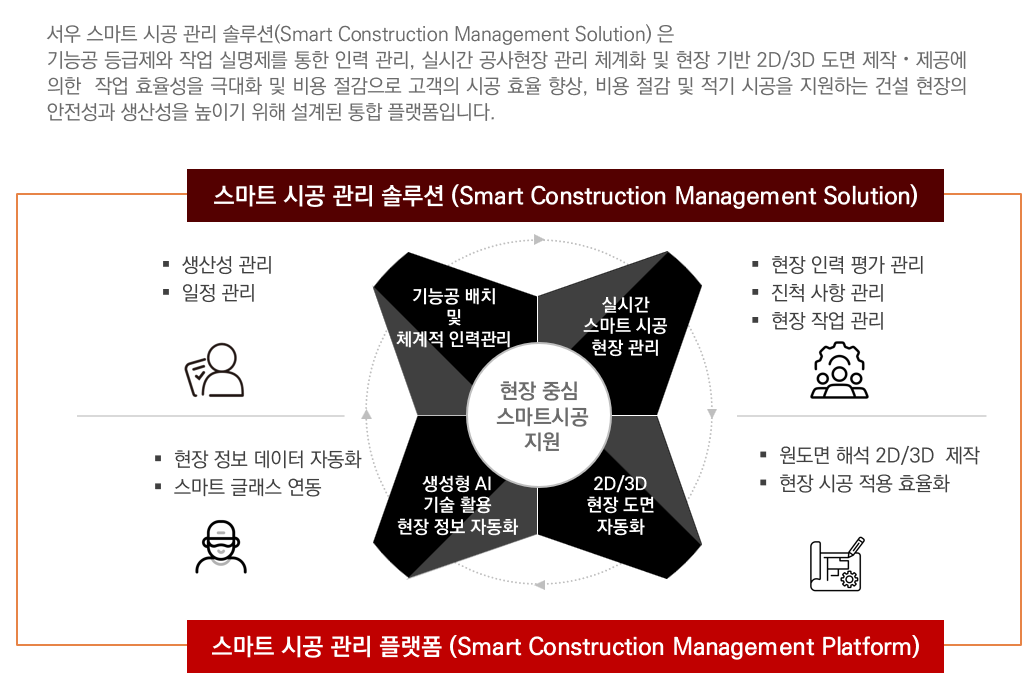 서우 스마트 시공 관리 솔루션(Smart Construction Management Solution) 은
기능공 등급제와 작업 실명제를 통한 인력 관리, 실시간 공사현장 관리 체계화 및 현장 기반 2D/3D 도면 제작・제공에
의한 작업 효율성을 극대화 및 비용 절감으로 고객의 시공 효율 향상, 비용 절감 및 적기 시공을 지원하는 건설 현장의
안전성과 생산성을 높이기 위해 설계된 통합 플랫폼입니다.
스마트 시공 관리 솔루션 (Smart Construction Management Solution)
▪ 생산성 관리
▪ 일정 관리
기능공 배치
및
체계적 인력관리
실시간
스마트 시공
현장 관리
▪ 현장 인력 평가 관리
▪ 진척 사항 관리
▪ 현장 작업 관리
현장 중심
스마트시공
지원
▪ 현장 정보 데이터 자동화
▪ 스마트 글래스 연동
생성형 AI
기술 활용
현장 정보 자동화
2D/3D
현장 도면
자동화
▪ 원도면 해석 2D/3D 제작
▪ 현장 시공 적용 효율화
스마트 시공 관리 플랫폼 (Smart Construction Management Platform)